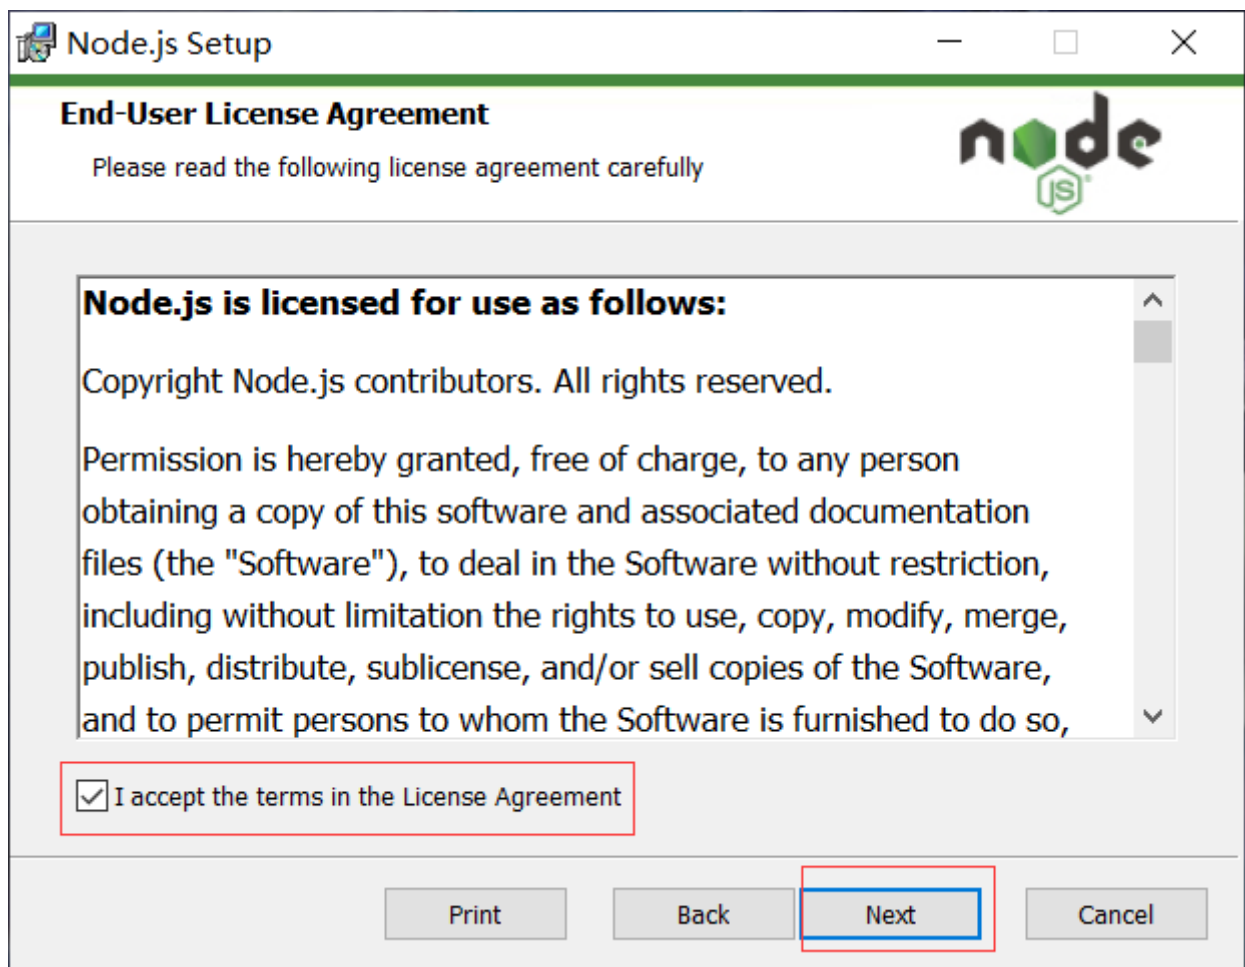 Node.js Setup
End-User License Agreement
Please read the following license agreement carefully
node
JS
Node.js is licensed for use as follows:
Copyright Node.js contributors. All rights reserved.
Permission is hereby granted, free of charge, to any person
obtaining a copy of this software and associated documentation
files (the "Software"), to deal in the Software without restriction,
including without limitation the rights to use, copy, modify, merge,
publish, distribute, sublicense, and/or sell copies of the Software,
and to permit persons to whom the Software is furnished to do so,
I accept the terms in the License Agreement
Print Back Next Cancel